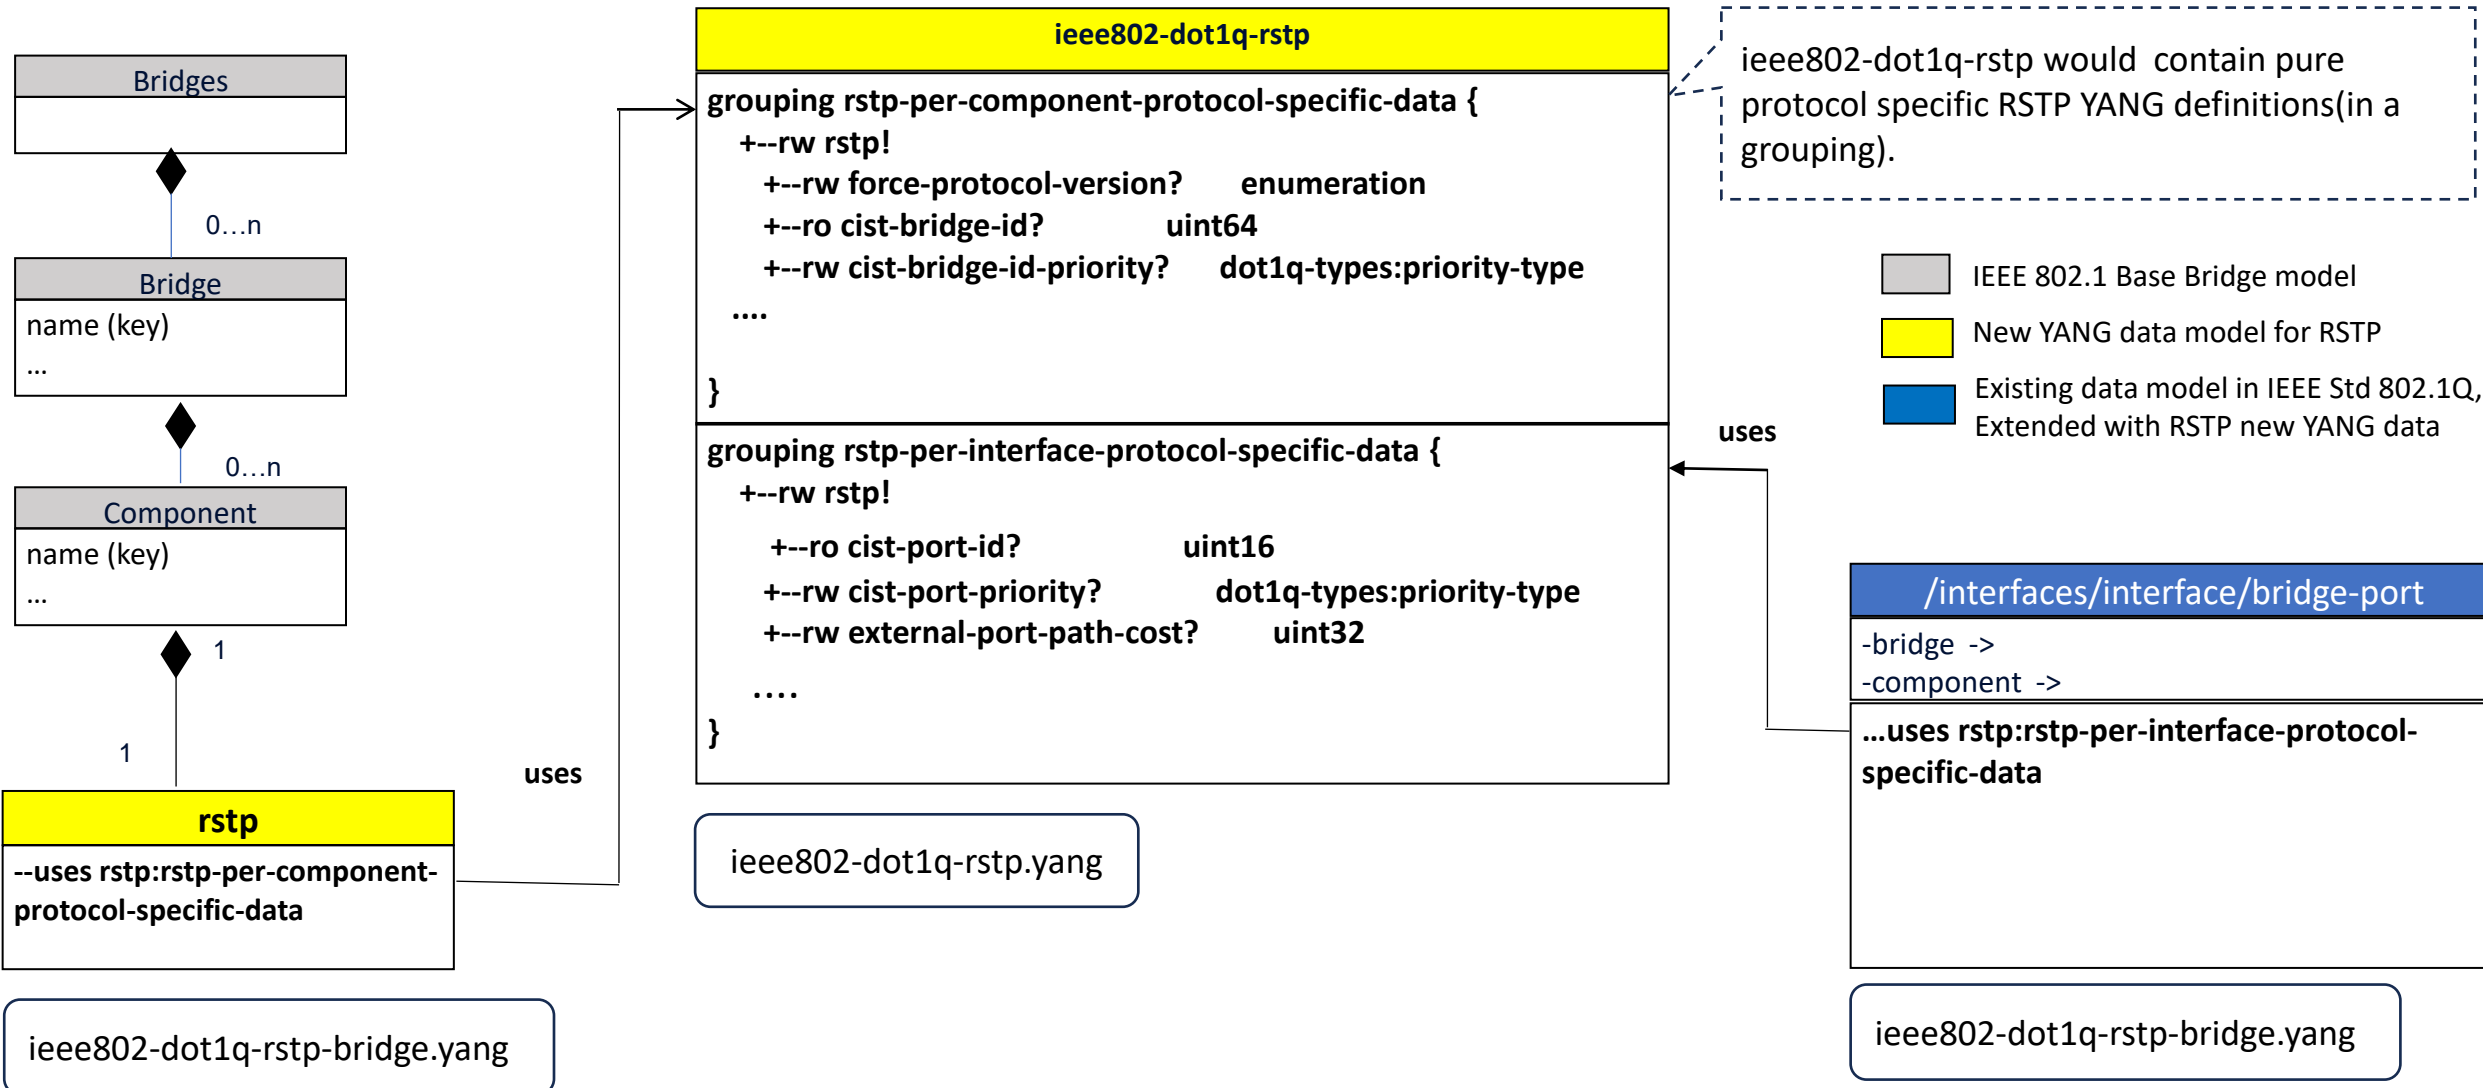 Bridges
0…n
Bridge
name (key)
...
0…n
Component
name (key)
...
1
1
rstp
--uses rstp:rstp-per-component-
protocol-specific-data
ieee802-dot1q-rstp-bridge.yang
uses
ieee802-dot1q-rstp
grouping rstp-per-component-protocol-specific-data {
+--rw rstp!
+--rw force-protocol-version? enumeration
+--ro cist-bridge-id? uint64
+--rw cist-bridge-id-priority? dot1q-types:priority-type
....
}
grouping rstp-per-interface-protocol-specific-data {
+--rw rstp!
+--ro cist-port-id? uint16
+--rw cist-port-priority? dot1q-types:priority-type
+--rw external-port-path-cost? uint32
....
}
ieee802-dot1q-rstp.yang
ieee802-dot1q-rstp would contain pure
protocol specific RSTP YANG definitions(in a
grouping).
IEEE 802.1 Base Bridge model
New YANG data model for RSTP
Existing data model in IEEE Std 802.1Q,
Extended with RSTP new YANG data
uses
/interfaces/interface/bridge-port
-bridge ->
-component ->
...uses rstp:rstp-per-interface-protocol-
specific-data
ieee802-dot1q-rstp-bridge.yang